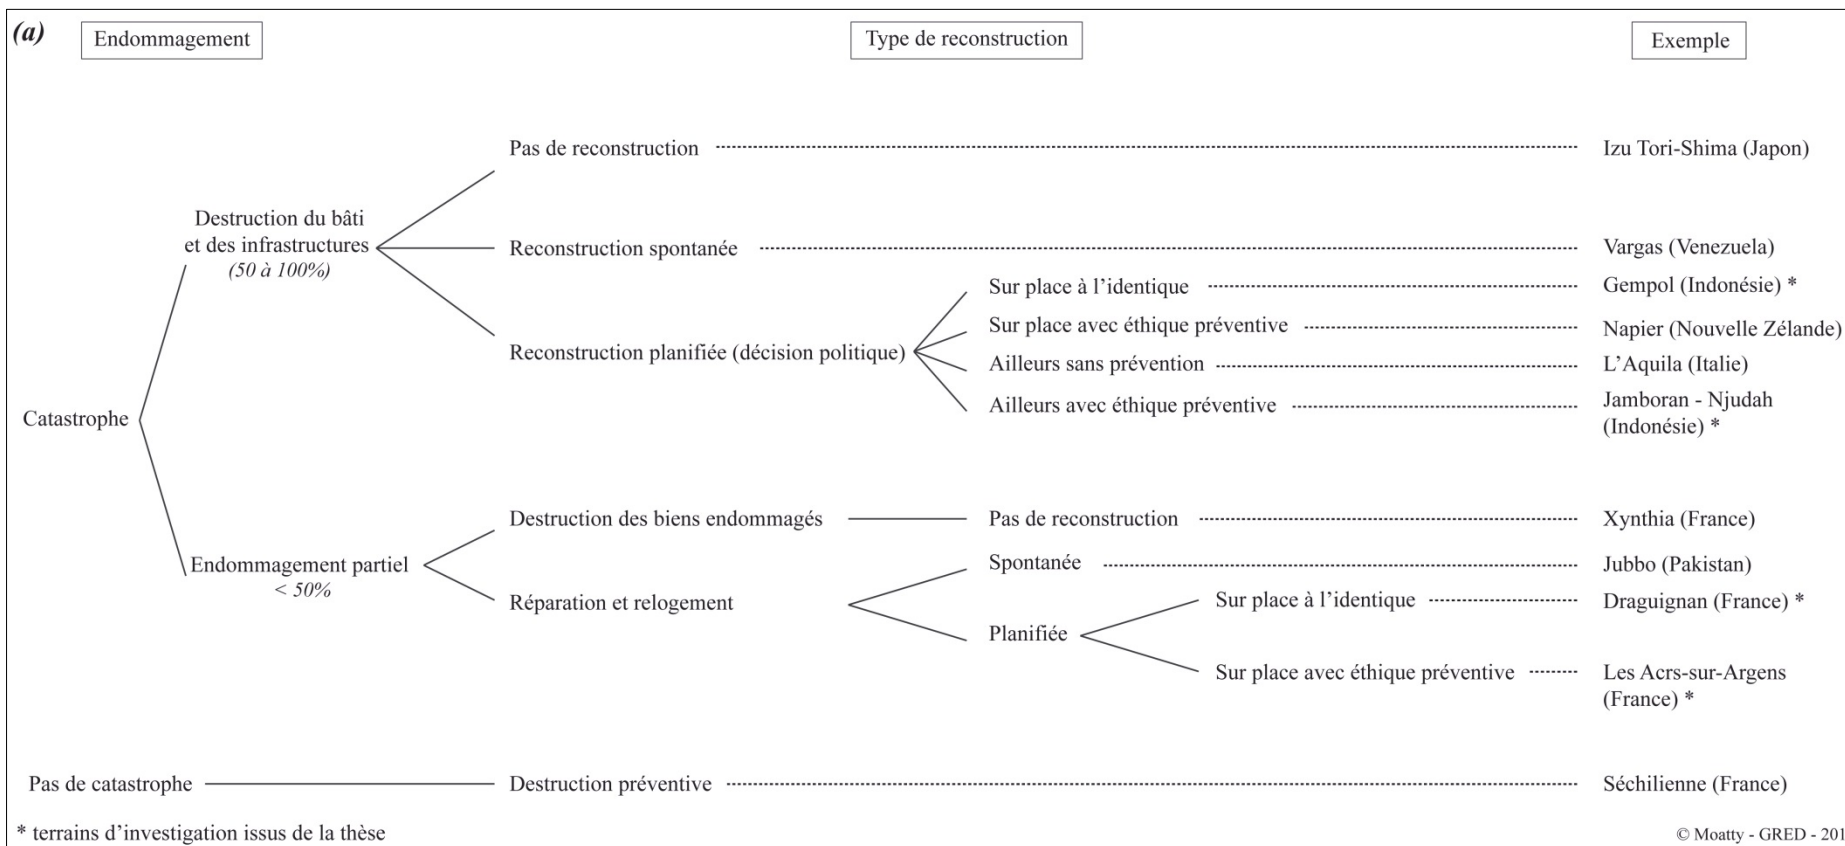 (a)
Endommagement
Type de reconstruction
Exemple
Pas de reconstruction
Izu Tori-Shima (Japon)
Destruction du bâti
et des infrastructures
(50 à 100%)
Reconstruction spontanée
Vargas (Venezuela)
Sur place à l’identique
Gempol (Indonésie) *
Sur place avec éthique préventive
Napier (Nouvelle Zélande)
Reconstruction planifiée (décision politique)
Ailleurs sans prévention
L’Aquila (Italie)
Ailleurs avec éthique préventive
Jamboran - Njudah
(Indonésie) *
Catastrophe
Destruction des biens endommagés
Pas de reconstruction
Xynthia (France)
Endommagement partiel
< 50%
Spontanée
Jubbo (Pakistan)
Réparation et relogement
Sur place à l’identique
Draguignan (France) *
Planifiée
Sur place avec éthique préventive
Les Acrs-sur-Argens
(France) *
Pas de catastrophe
Destruction préventive
Séchilienne (France)
* terrains d’investigation issus de la thèse
© Moatty - GRED - 201